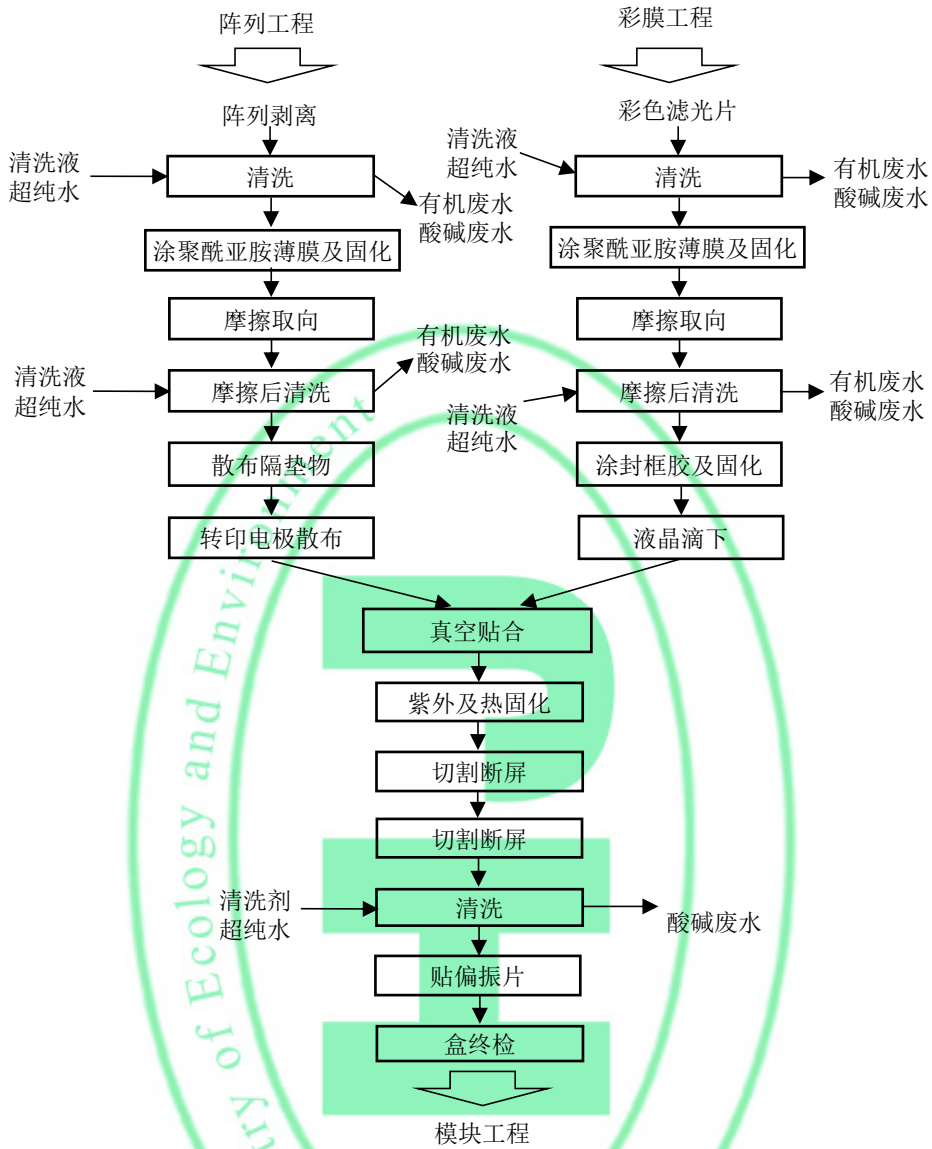 阵列工程
彩膜工程
阵列剥离
彩色滤光片
清洗液
超纯水
清洗
有机废水
酸碱废水
清洗液
超纯水
清洗
有机废水
酸碱废水
涂聚酰亚胺薄膜及固化
涂聚酰亚胺薄膜及固化
摩擦取向
摩擦取向
清洗液
超纯水
摩擦后清洗
有机废水
酸碱废水
清洗液
超纯水
摩擦后清洗
有机废水
酸碱废水
散布隔垫物
涂封框胶及固化
转印电极散布
液晶滴下
真空贴合
紫外及热固化
切割断屏
切割断屏
清洗剂
超纯水
清洗
酸碱废水
贴偏振片
盒终检
模块工程
try of Ecology and Environment